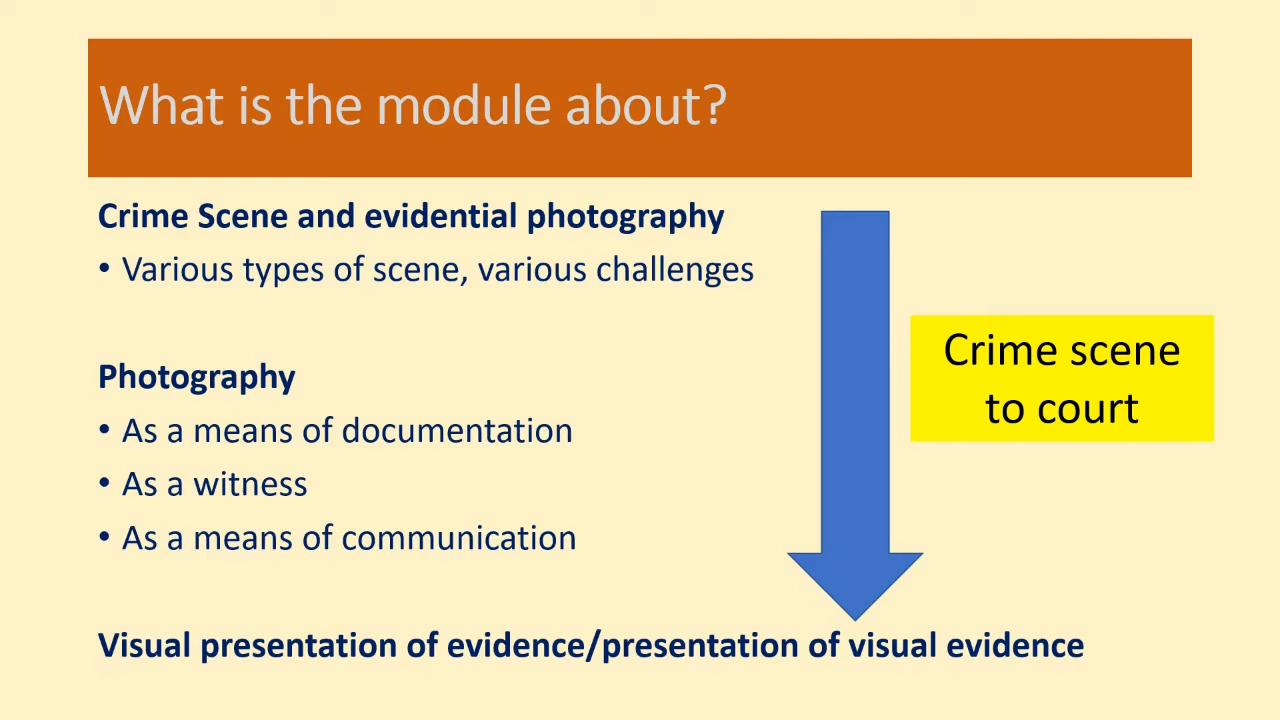 What is the module about?
Crime Scene and evidential photography
• Various types of scene, various challenges
Photography
• As a means of documentation
• As a witness
• As a means of communication
Crime scene
to court
Visual presentation of evidence/presentation of visual evidence